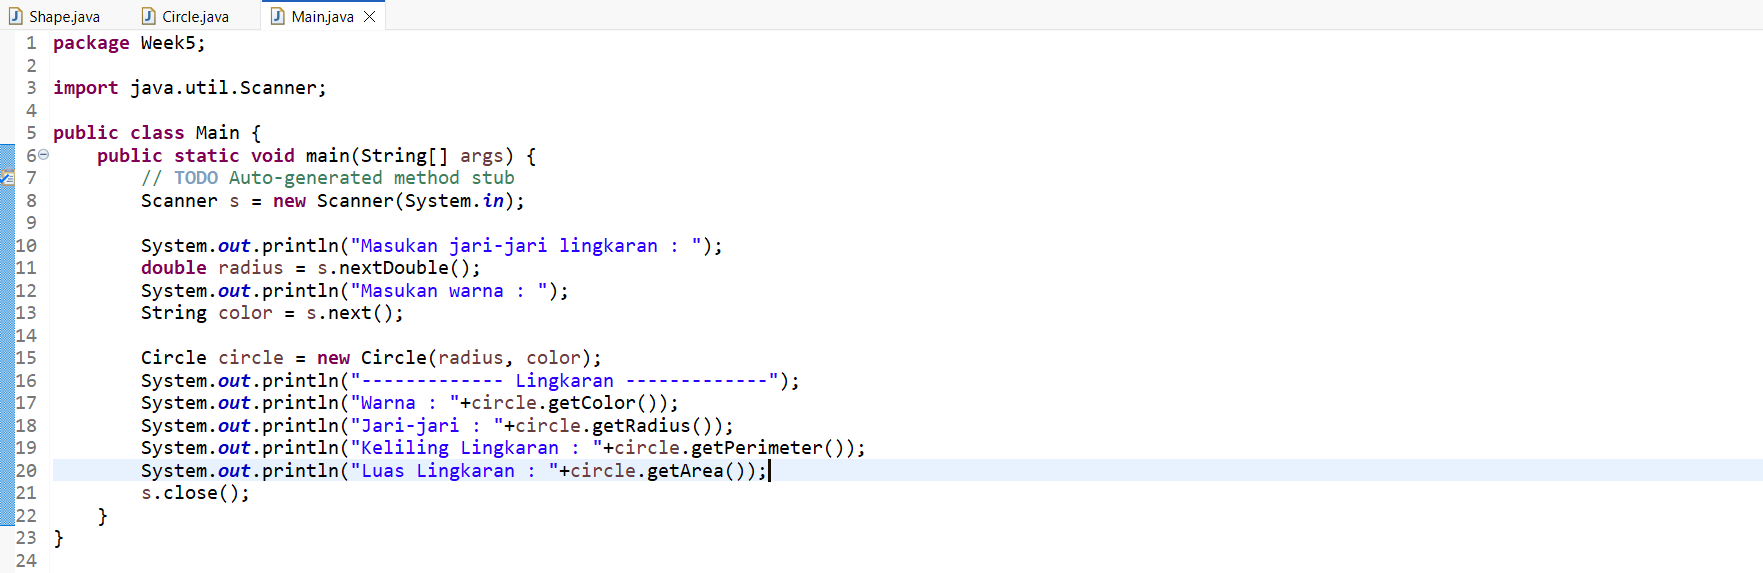 Shape.java Circle.java Main.java
1 package Week5;
2
3 import java.util.Scanner;
4
5 public class Main {
6 public static void main(String[] args) {
7 // TODO Auto-generated method stub
8 Scanner s = new Scanner(System.in);
9
10 System.out.println("Masukan jari-jari lingkaran : ");
11 double radius = s.nextDouble();
12 System.out.println("Masukan warna : ");
13 String color = s.next();
14
15 Circle circle = new Circle(radius, color);
16 System.out.println("------------- Lingkaran -------------");
17 System.out.println("Warna : "+circle.getColor());
18 System.out.println("Jari-jari : "+circle.getRadius());
19 System.out.println("Keliling Lingkaran : "+circle.getPerimeter());
20 System.out.println("Luas Lingkaran : "+circle.getArea());
21 s.close();
22 }
23 }
24